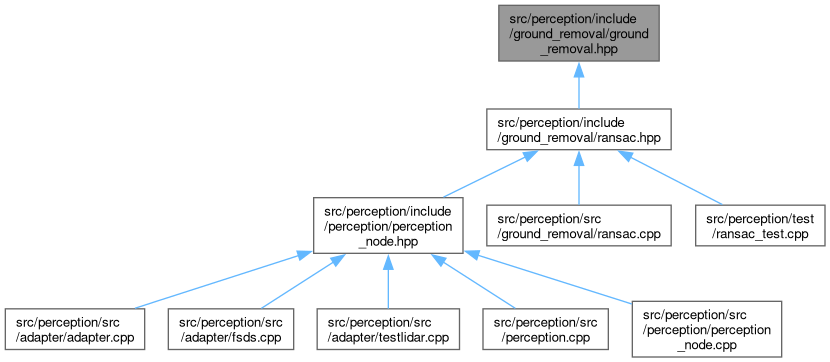 src/perception/include
/ground_removal/ground
_removal.hpp
src/perception/include
/ground_removal/ransac.hpp
src/perception/include
/perception/perception
_node.hpp
src/perception/src
/ground_removal/ransac.cpp
src/perception/test
/ransac_test.cpp
src/perception/src
/adapter/adapter.cpp
src/perception/src
/adapter/fsds.cpp
src/perception/src
/adapter/testlidar.cpp
src/perception/src
/perception.cpp
src/perception/src
/perception/perception
_node.cpp